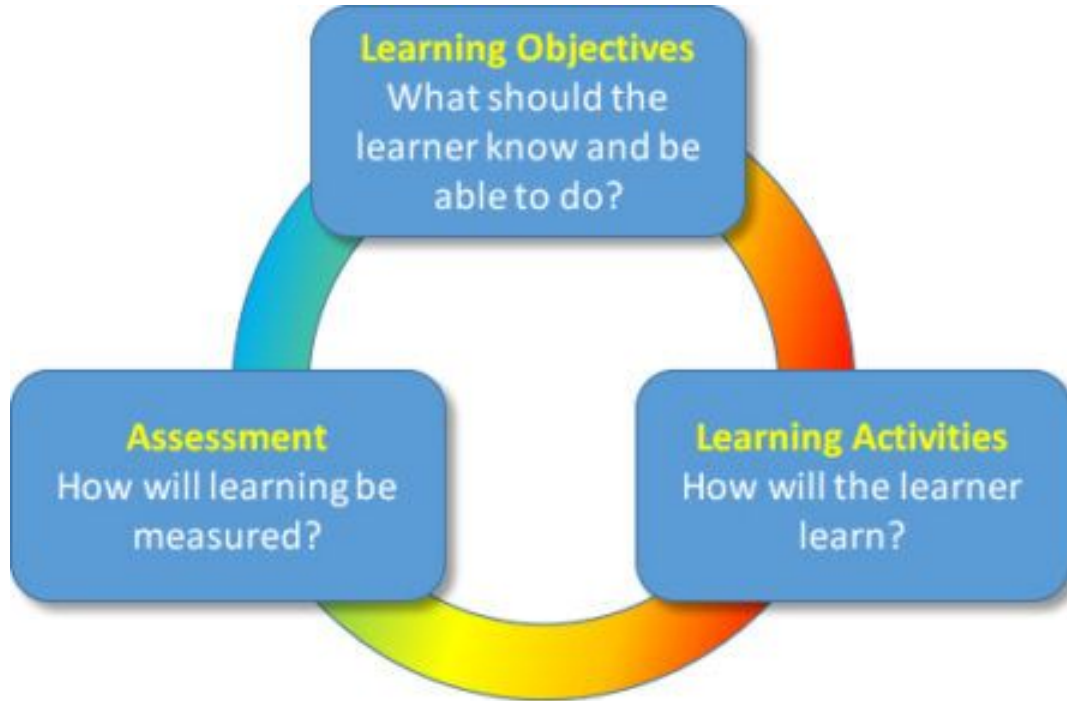 Learning Objectives
What should the
learner know and be
able to do?
Assessment
How will learning be
measured?
Learning Activities
How will the learner
learn?